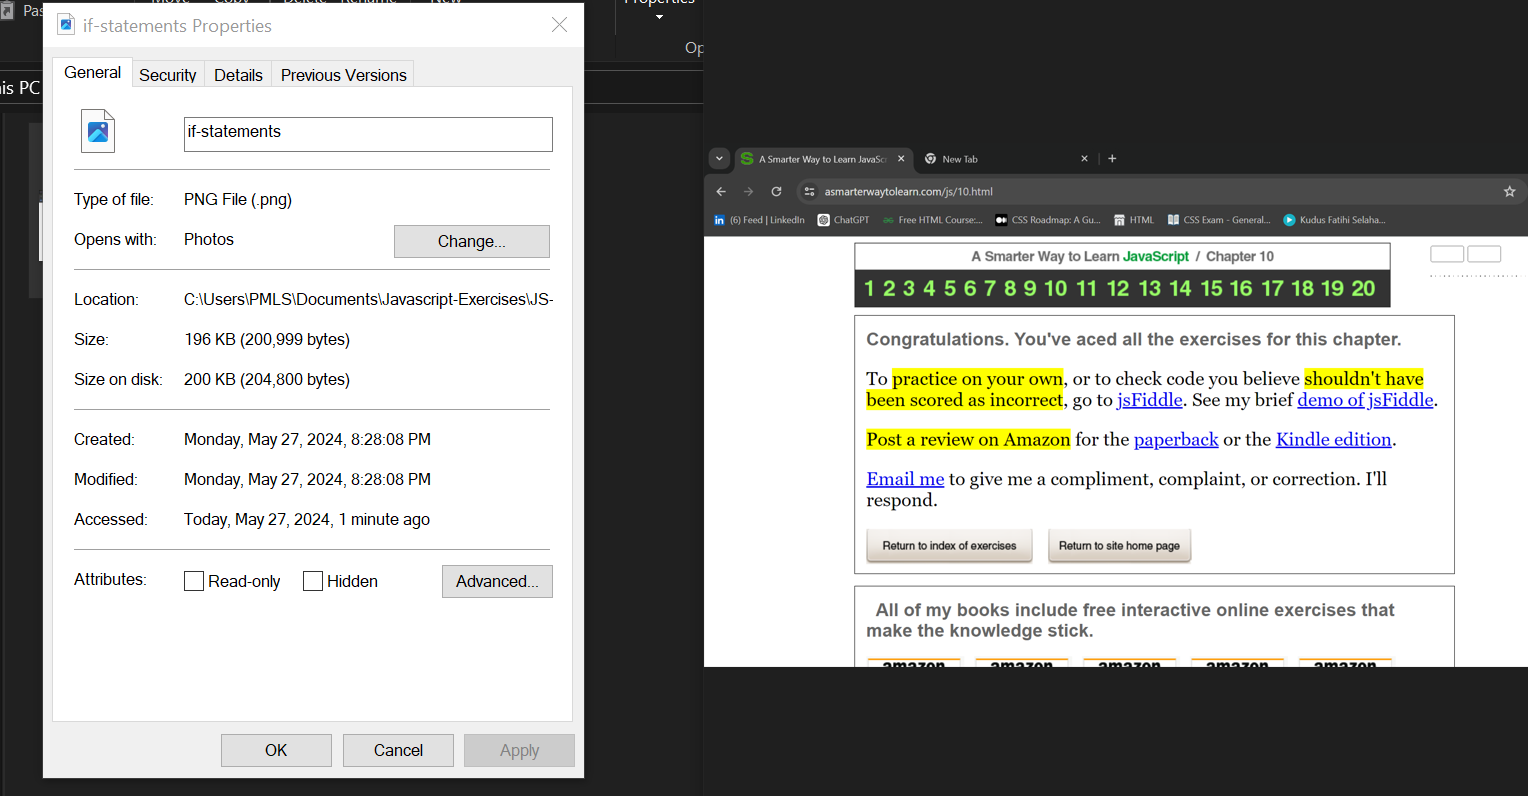 Move
Copy
Delete
Rename
New
Properties
Pas
Op
his PC
if-statements Properties
General
Security
Details
Previous Versions
if-statements
Type of file:
PNG File (.png)
Opens with:
Photos
Change...
Location:
C:\Users\PMLS\Documents\Javascript-Exercises\JS-
Size:
196 KB (200,999 bytes)
Size on disk:
200 KB (204,800 bytes)
Created:
Monday, May 27, 2024, 8:28:08 PM
Modified:
Monday, May 27, 2024, 8:28:08 PM
Accessed:
Today, May 27, 2024, 1 minute ago
Attributes:
Read-only
Hidden
Advanced...
OK
Cancel
Apply
A Smarter Way to Learn JavaScr
New Tab
asmarterwaytolearn.com/js/10.html
in (6) Feed | LinkedIn
ChatGPT
Free HTML Course:...
CSS Roadmap: A Gu...
HTML
CSS Exam - General...
Kudus Fatihi Selaha...
A Smarter Way to Learn JavaScript / Chapter 10
1 2 3 4 5 6 7 8 9 10 11 12 13 14 15 16 17 18 19 20
Congratulations. You've aced all the exercises for this chapter.
To practice on your own, or to check code you believe shouldn't have
been scored as incorrect, go to jsFiddle. See my brief demo of jsFiddle.
Post a review on Amazon for the paperback or the Kindle edition.
Email me to give me a compliment, complaint, or correction. I'll
respond.
Return to index of exercises
Return to site home page
All of my books include free interactive online exercises that
make the knowledge stick.
amazon amazon amazon amazon amazon